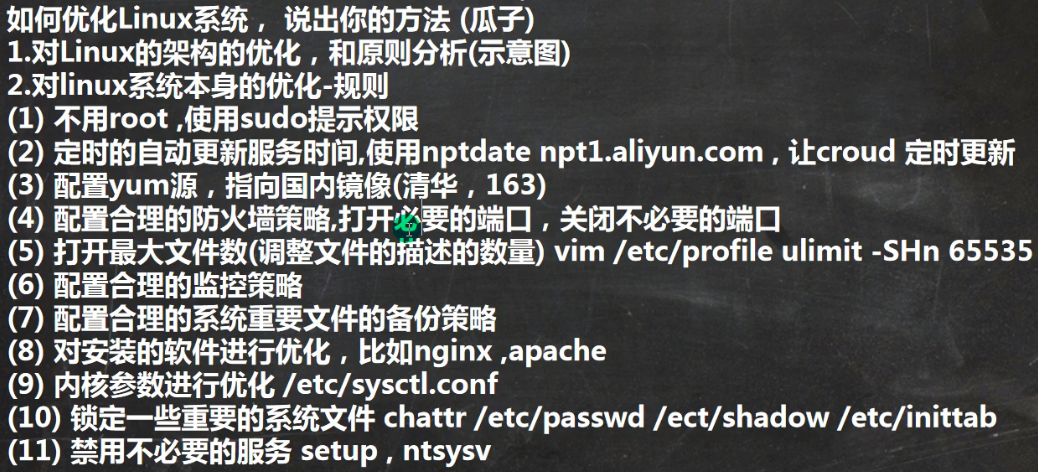 如何优化Linux系统， 说出你的方法 (瓜子)
1.对Linux的架构的优化，和原则分析(示意图)
2.对linux系统本身的优化-规则
(1) 不用root ,使用sudo提示权限
(2) 定时的自动更新服务时间,使用nptdate npt1.aliyun.com , 让croud 定时更新
(3) 配置yum源，指向国内镜像(清华，163)
(4) 配置合理的防火墙策略,打开必要的端口，关闭不必要的端口
(5) 打开最大文件数(调整文件的描述的数量) vim /etc/profile ulimit -SHn 65535
(6) 配置合理的监控策略
(7) 配置合理的系统重要文件的备份策略
(8) 对安装的软件进行优化，比如nginx ,apache
(9) 内核参数进行优化 /etc/sysctl.conf
(10) 锁定一些重要的系统文件 chattr /etc/passwd /ect/shadow /etc/inittab
(11) 禁用不必要的服务 setup , ntsysv